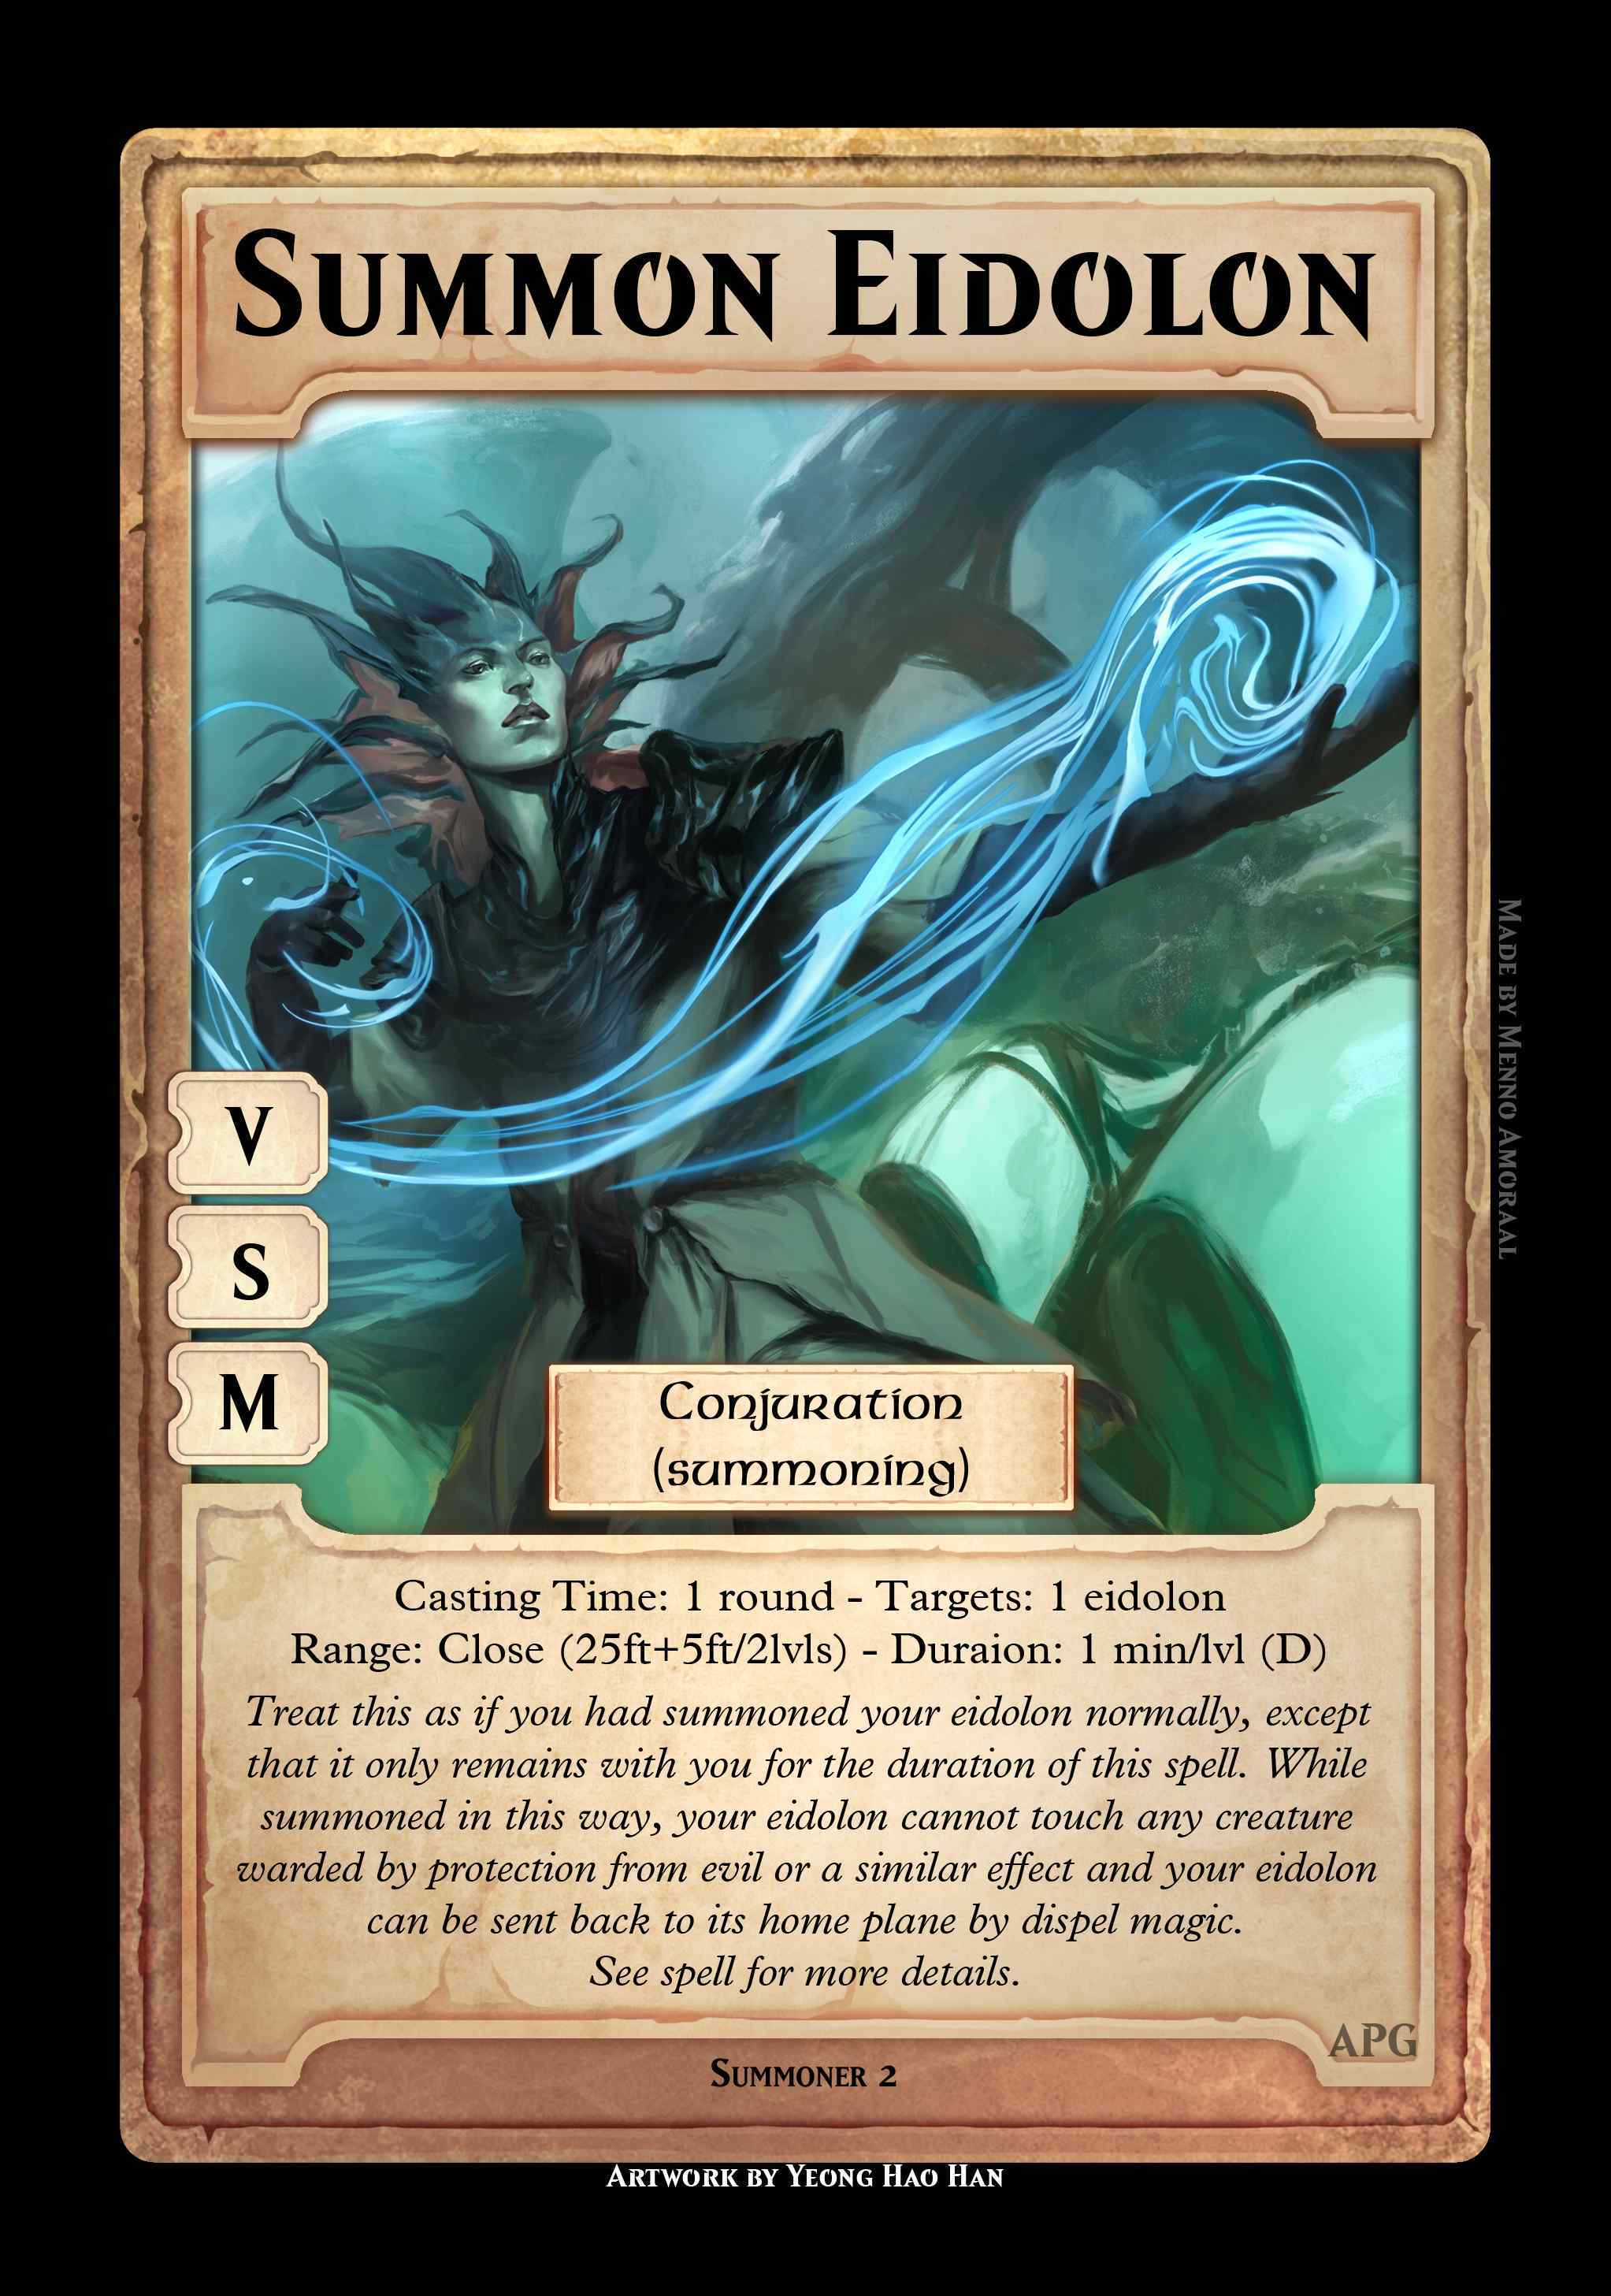 Summon Eidolon
V
S
M
Conjuration
(summoning)
Casting Time: 1 round - Targets: 1 eidolon
Range: Close (25ft+5ft/2lvls) - Duraion: 1 min/lvl (D)
Treat this as if you had summoned your eidolon normally, except
that it only remains with you for the duration of this spell. While
summoned in this way, your eidolon cannot touch any creature
warded by protection from evil or a similar effect and your eidolon
can be sent back to its home plane by dispel magic.
See spell for more details.
APG
Summoner 2
Artwork by Yeong Hao Han
Made by Menno Amoraal